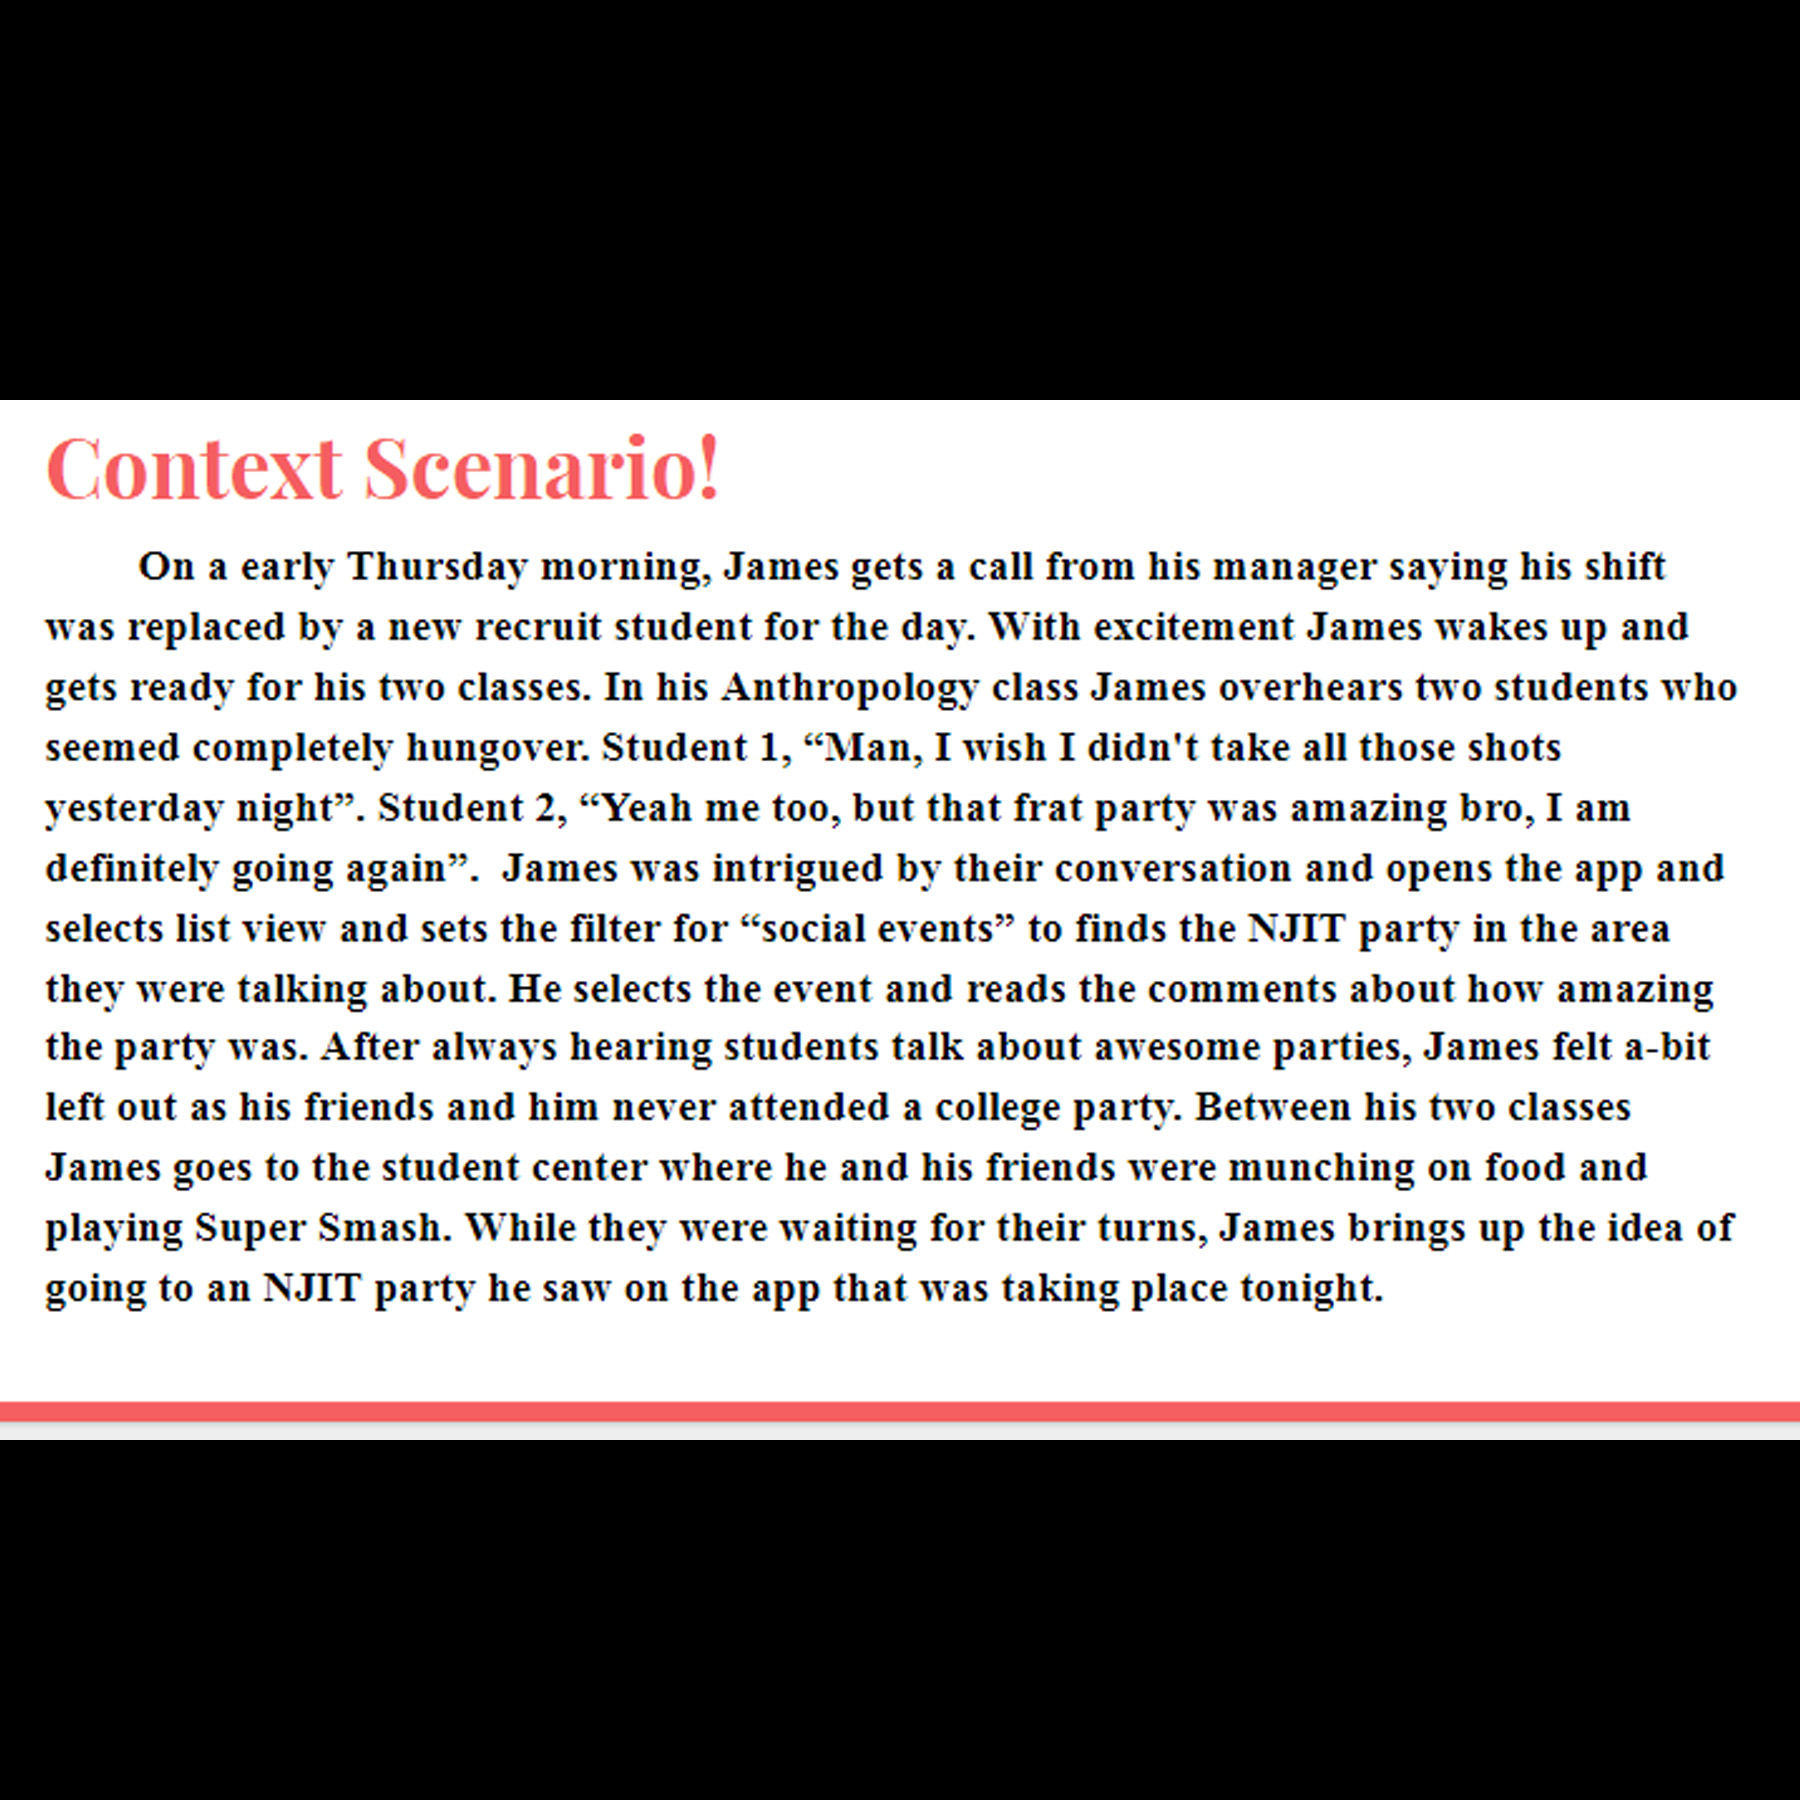 Context Scenario!
On a early Thursday morning, James gets a call from his manager saying his shift
was replaced by a new recruit student for the day. With excitement James wakes up and
gets ready for his two classes. In his Anthropology class James overhears two students who
seemed completely hungover. Student 1, “Man, I wish I didn't take all those shots
yesterday night”. Student 2, “Yeah me too, but that frat party was amazing bro, I am
definitely going again”.  James was intrigued by their conversation and opens the app and
selects list view and sets the filter for “social events” to finds the NJIT party in the area
they were talking about. He selects the event and reads the comments about how amazing
the party was. After always hearing students talk about awesome parties, James felt a-bit
left out as his friends and him never attended a college party. Between his two classes
James goes to the student center where he and his friends were munching on food and
playing Super Smash. While they were waiting for their turns, James brings up the idea of
going to an NJIT party he saw on the app that was taking place tonight.